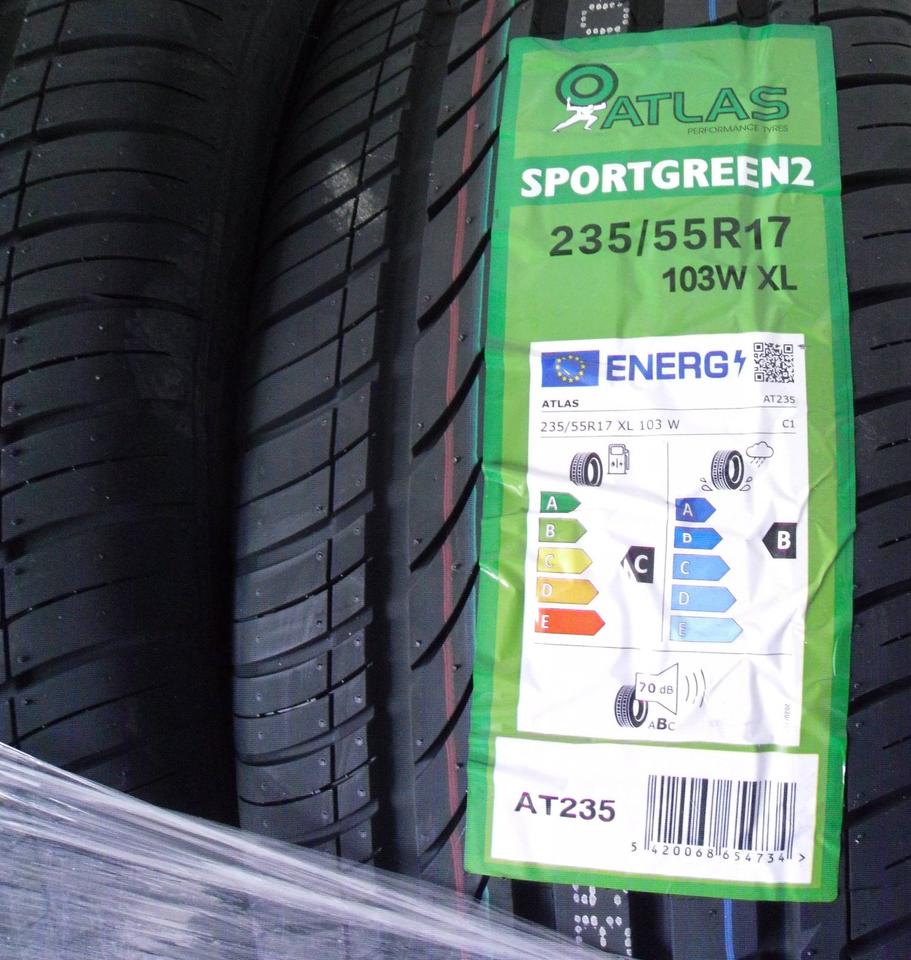 ATLAS
PERFORMANCE TYRES
SPORTGREEN2
235/55R17
103W XL
ENERG
ATLAS AT235
235/55R17 XL 103 W C1
A A
B B B
C C C
D D
E E
70 dB
ABC
AT235
5 420068 654734 >